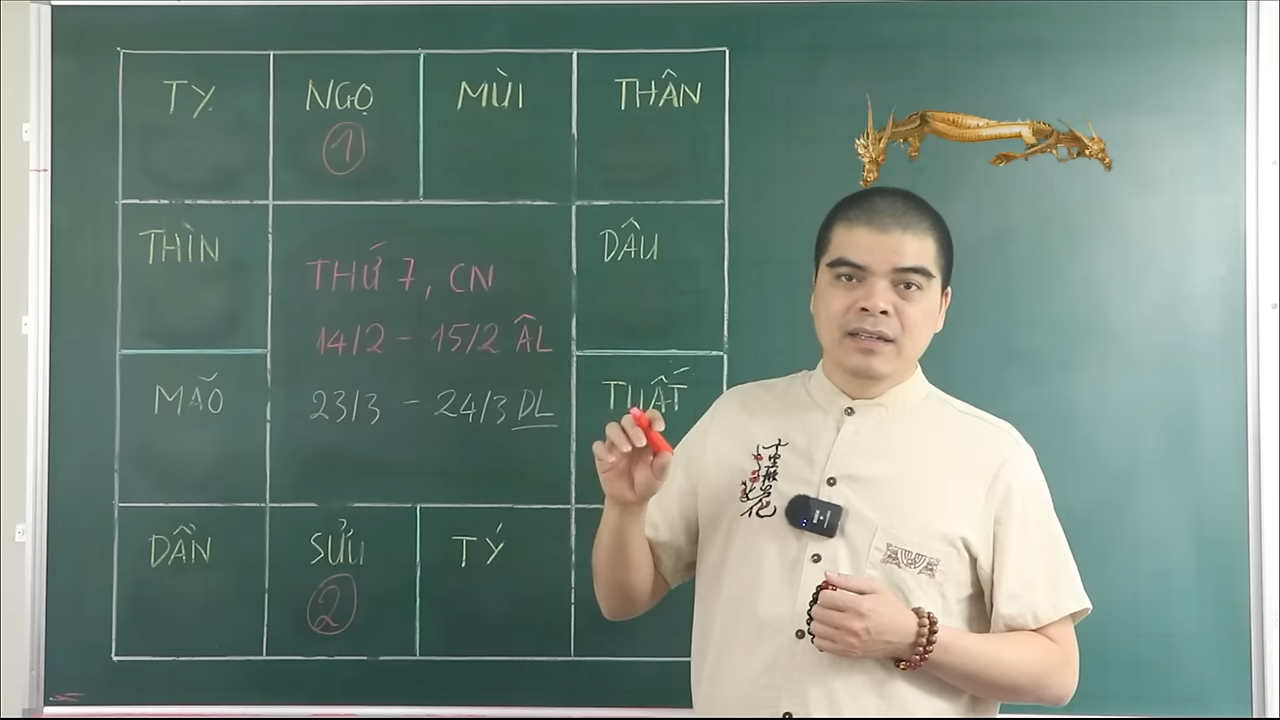 TỴ NGỌ MÙI THÂN
①
THÌN DẬU
THỨ 7, CN
14/2 - 15/2 ÂL
MÃO 23/3 - 24/3 DL TUẤT
DẦN SỬU TÝ
②